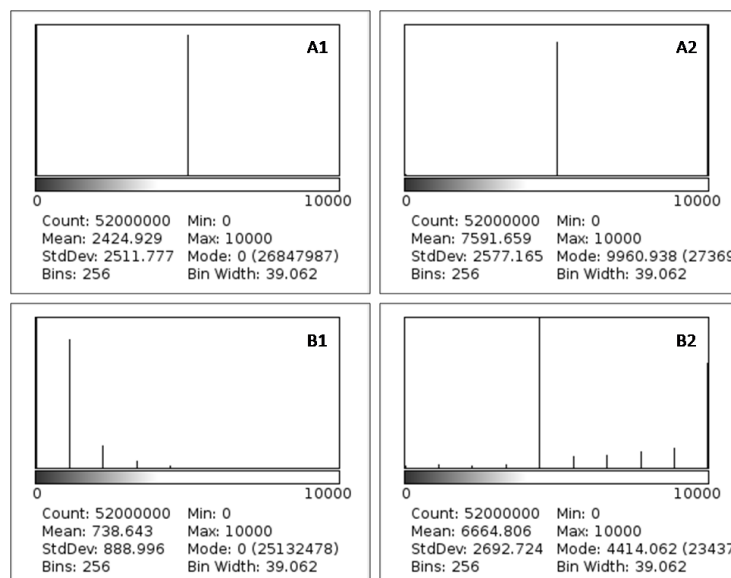 A1
0 10000
Count: 52000000 Min: 0
Mean: 2424.929 Max: 10000
StdDev: 2511.777 Mode: 0 (26847987)
Bins: 256 Bin Width: 39.062
A2
0 10000
Count: 52000000 Min: 0
Mean: 7591.659 Max: 10000
StdDev: 2577.165 Mode: 9960.938 (27369
Bins: 256 Bin Width: 39.062
B1
0 10000
Count: 52000000 Min: 0
Mean: 738.643 Max: 10000
StdDev: 888.996 Mode: 0 (25132478)
Bins: 256 Bin Width: 39.062
B2
0 10000
Count: 52000000 Min: 0
Mean: 6664.806 Max: 10000
StdDev: 2692.724 Mode: 4414.062 (23437
Bins: 256 Bin Width: 39.062